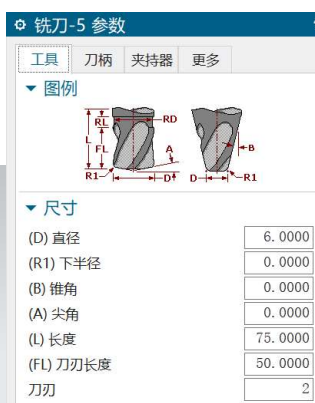 铣刀-5 参数
工具 刀柄 夹持器 更多
图例
RL RD
L FL A B
R1 D D R1
尺寸
(D) 直径 6.0000
(R1) 下半径 0.0000
(B) 锥角 0.0000
(A) 尖角 0.0000
(L) 长度 75.0000
(FL) 刀刃长度 50.0000
刀刃 2